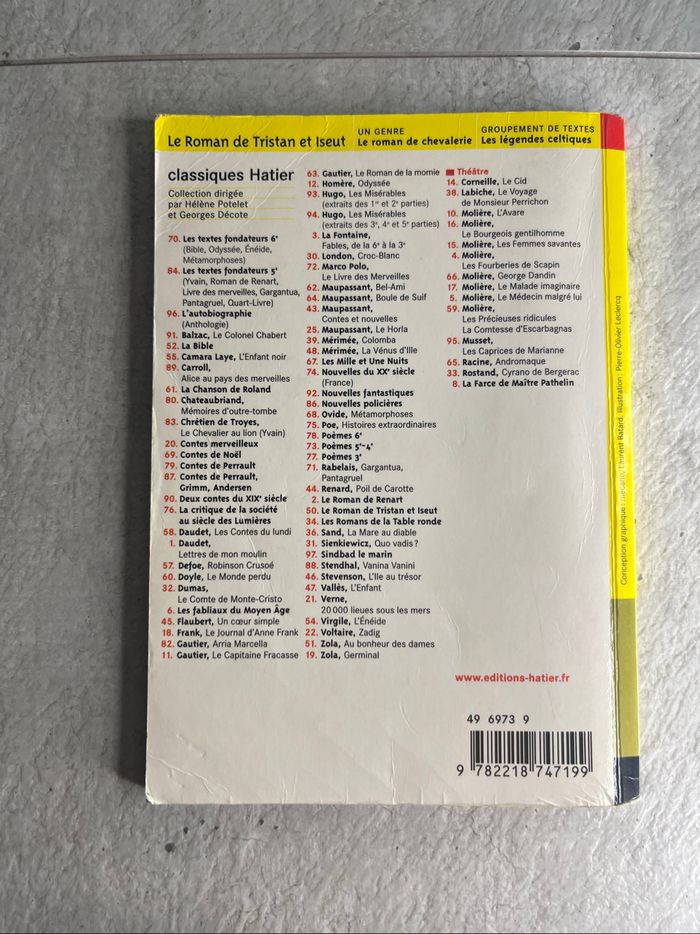 Le Roman de Tristan et Iseut
UN GENRE
Le roman de chevalerie
GROUPEMENT DE TEXTES
Les légendes celtiques
classiques Hatier
Collection dirigée
par Hélène Potelet
et Georges Décote
70. Les textes fondateurs 6e
(Bible, Odyssée, Énéide,
Métamorphoses)
84. Les textes fondateurs 5e
(Yvain, Roman de Renart,
Livre des merveilles, Gargantua,
Pantagruel, Quart-Livre)
96. L'autobiographie
(Anthologie)
91. Balzac, Le Colonel Chabert
52. La Bible
55. Camara Laye, L'Enfant noir
89. Carroll,
Alice au pays des merveilles
61. La Chanson de Roland
80. Chateaubriand,
Mémoires d'outre-tombe
83. Chrétien de Troyes,
Le Chevalier au lion (Yvain)
20. Contes merveilleux
69. Contes de Noël
79. Contes de Perrault
87. Contes de Perrault,
Grimm, Andersen
90. Deux contes du XIXe siècle
76. La critique de la société
au siècle des Lumières
58. Daudet, Les Contes du lundi
1. Daudet,
Lettres de mon moulin
57. Defoe, Robinson Crusoé
60. Doyle, Le Monde perdu
32. Dumas,
Le Comte de Monte-Cristo
6. Les fabliaux du Moyen Âge
45. Flaubert, Un cœur simple
18. Frank, Le Journal d'Anne Frank
82. Gautier, Arria Marcella
11. Gautier, Le Capitaine Fracasse
63. Gautier, Le Roman de la momie
12. Homère, Odyssée
93. Hugo, Les Misérables
(extraits des 1re et 2e parties)
94. Hugo, Les Misérables
(extraits des 3e, 4e et 5e parties)
3. La Fontaine,
Fables, de la 6e à la 3e
30. London, Croc-Blanc
72. Marco Polo,
Le Livre des Merveilles
62. Maupassant, Bel-Ami
64. Maupassant, Boule de Suif
43. Maupassant,
Contes et nouvelles
25. Maupassant, Le Horla
39. Mérimée, Colomba
48. Mérimée, La Vénus d'Ille
67. Les Mille et Une Nuits
74. Nouvelles du XXe siècle
(France)
92. Nouvelles fantastiques
86. Nouvelles policières
68. Ovide, Métamorphoses
75. Poe, Histoires extraordinaires
78. Poèmes 6e
73. Poèmes 5e-4e
77. Poèmes 3e
71. Rabelais, Gargantua,
Pantagruel
44. Renard, Poil de Carotte
2. Le Roman de Renart
50. Le Roman de Tristan et Iseut
34. Les Romans de la Table ronde
36. Sand, La Mare au diable
31. Sienkiewicz, Quo vadis ?
97. Sindbad le marin
88. Stendhal, Vanina Vanini
46. Stevenson, L'Ile au trésor
47. Vallès, L'Enfant
21. Verne,
20 000 lieues sous les mers
54. Virgile, L'Énéide
22. Voltaire, Zadig
51. Zola, Au bonheur des dames
19. Zola, Germinal
Théâtre
14. Corneille, Le Cid
38. Labiche, Le Voyage
de Monsieur Perrichon
10. Molière, L'Avare
16. Molière,
Le Bourgeois gentilhomme
15. Molière, Les Femmes savantes
4. Molière,
Les Fourberies de Scapin
66. Molière, George Dandin
17. Molière, Le Malade imaginaire
5. Molière, Le Médecin malgré lui
59. Molière,
Les Précieuses ridicules
La Comtesse d'Escarbagnas
95. Musset,
Les Caprices de Marianne
65. Racine, Andromaque
33. Rostand, Cyrano de Bergerac
8. La Farce de Maître Pathelin
www.editions-hatier.fr
49 6973 9
9 782218 747199
Conception graphique : mecano, Laurent Batard. Illustration : Pierre-Olivier Leclercq